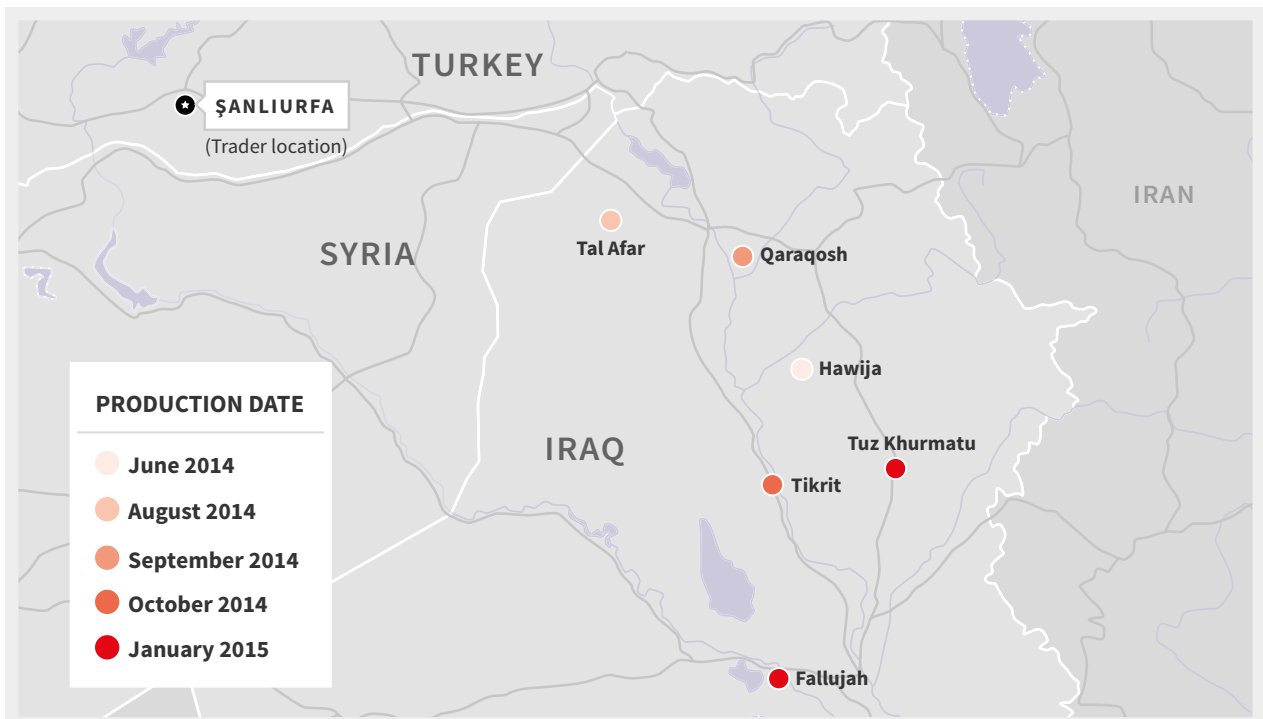 TURKEY
ŞANLIURFA
(Trader location)
IRAN
SYRIA
Tal Afar
Qaraqosh
Hawija
PRODUCTION DATE
June 2014
August 2014
September 2014
October 2014
January 2015
IRAQ
Tuz Khurmatu
Tikrit
Fallujah